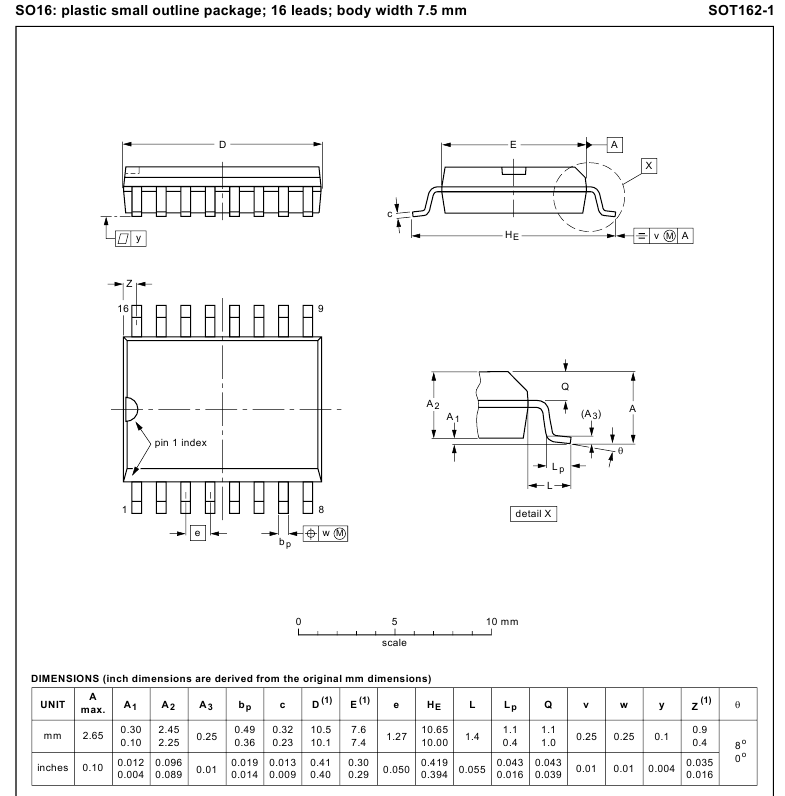 SO16: plastic small outline package; 16 leads; body width 7.5 mm SOT162-1
D E A
X
c
y HE v M A
Z
16 9
Q
A2 A1 (A3) A
pin 1 index
θ
Lp
L
1 8
detail X
e w M
bp
0 5 10 mm
scale
DIMENSIONS (inch dimensions are derived from the original mm dimensions)
UNIT A max. A1 A2 A3 bp c D(1) E(1) e HE L Lp Q v w y Z(1) θ
mm 2.65 0.30 0.10 2.45 2.25 0.25 0.49 0.36 0.32 0.23 10.5 10.1 7.6 7.4 1.27 10.65 10.00 1.4 1.1 0.4 1.1 1.0 0.25 0.25 0.1 0.9 0.4 8° 0°
inches 0.10 0.012 0.004 0.096 0.089 0.01 0.019 0.014 0.013 0.009 0.41 0.40 0.30 0.29 0.050 0.419 0.394 0.055 0.043 0.016 0.043 0.039 0.01 0.01 0.004 0.035 0.016